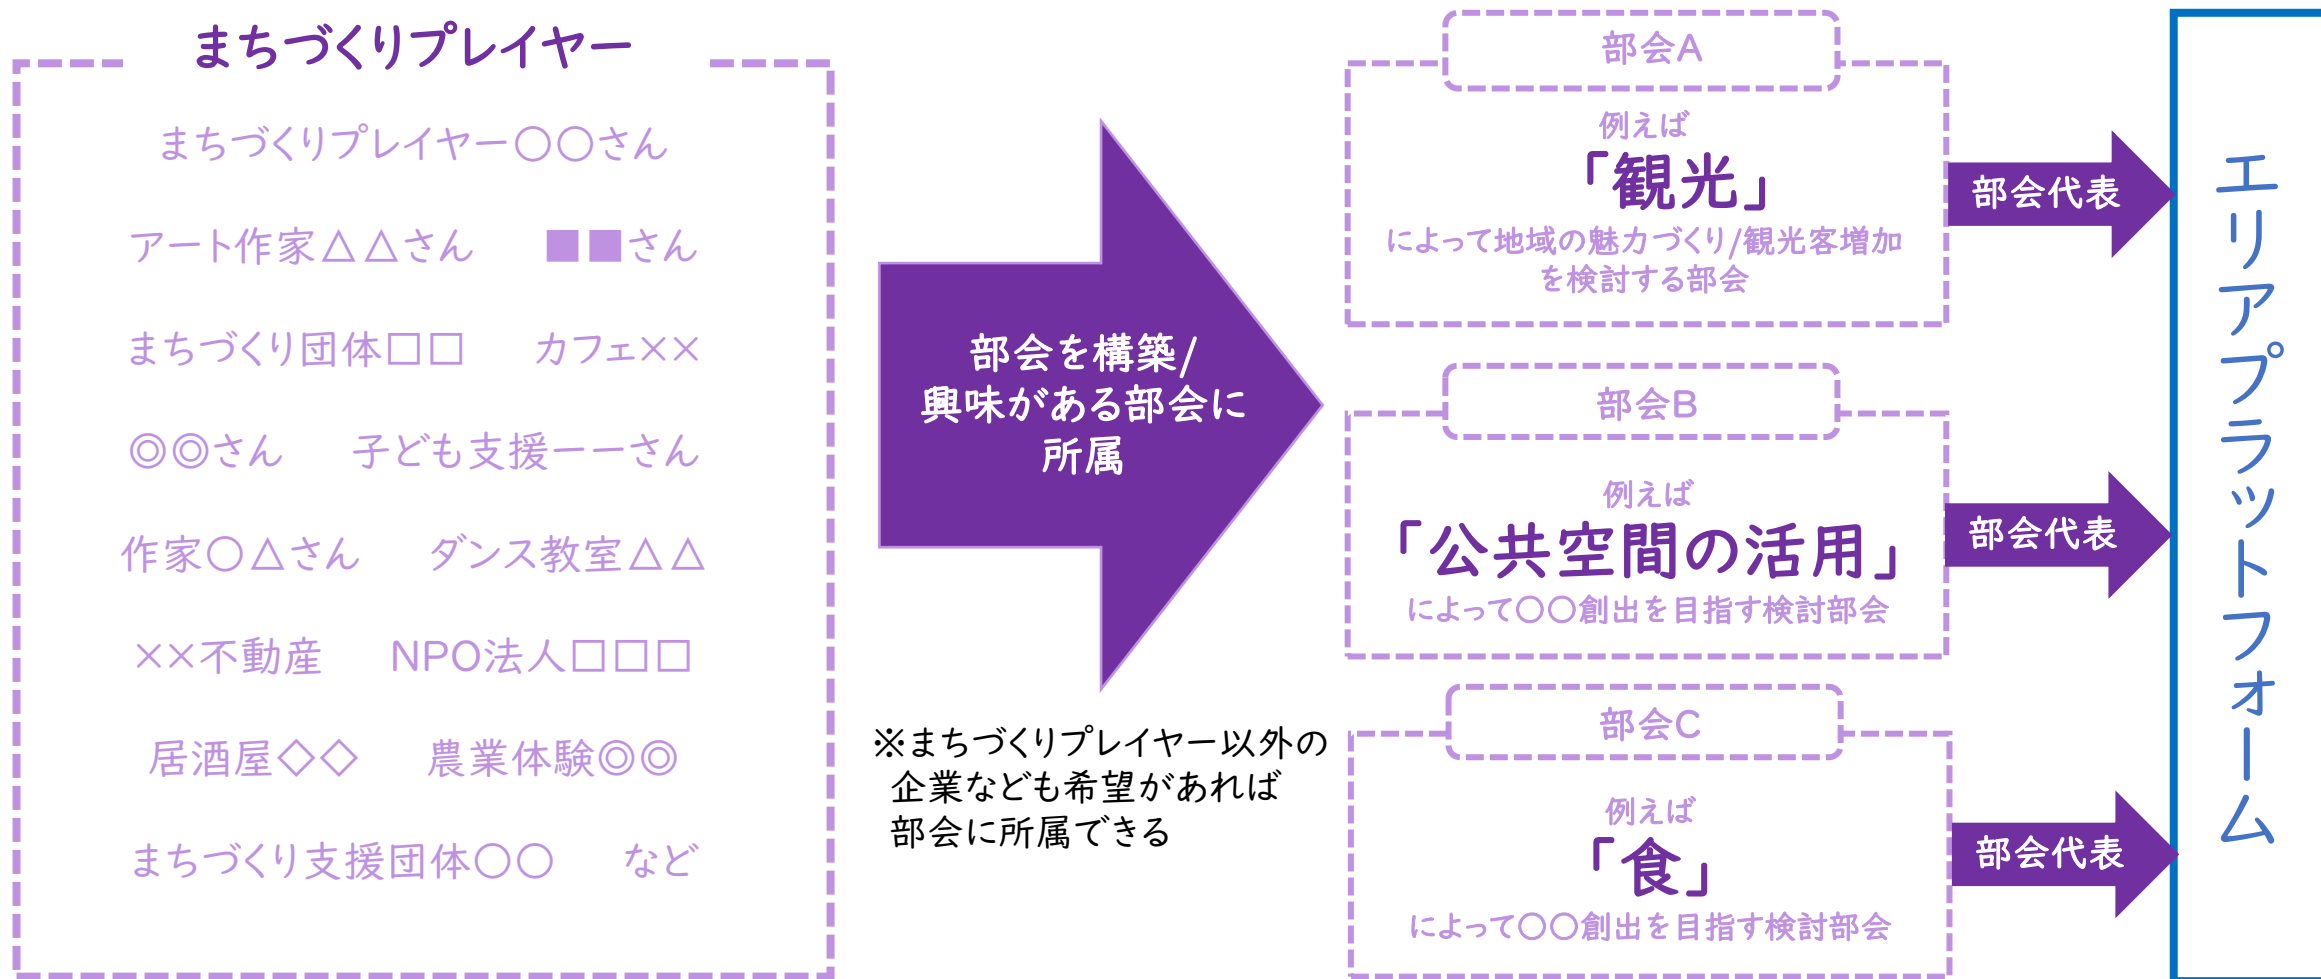 まちづくりプレイヤー
まちづくりプレイヤー〇〇さん
アート作家△△さん　■■さん
まちづくり団体□□　カフェ××
◎◎さん　子ども支援ーーさん
作家〇△さん　ダンス教室△△
××不動産　NPO法人□□□
居酒屋◇◇　農業体験◎◎
まちづくり支援団体〇〇　など
部会を構築/
興味がある部会に
所属
※まちづくりプレイヤー以外の
企業なども希望があれば
部会に所属できる
部会A
例えば
「観光」
によって地域の魅力づくり/観光客増加
を検討する部会
部会代表
部会B
例えば
「公共空間の活用」
によって〇〇創出を目指す検討部会
部会代表
部会C
例えば
「食」
によって〇〇創出を目指す検討部会
部会代表
エリアプラットフォーム